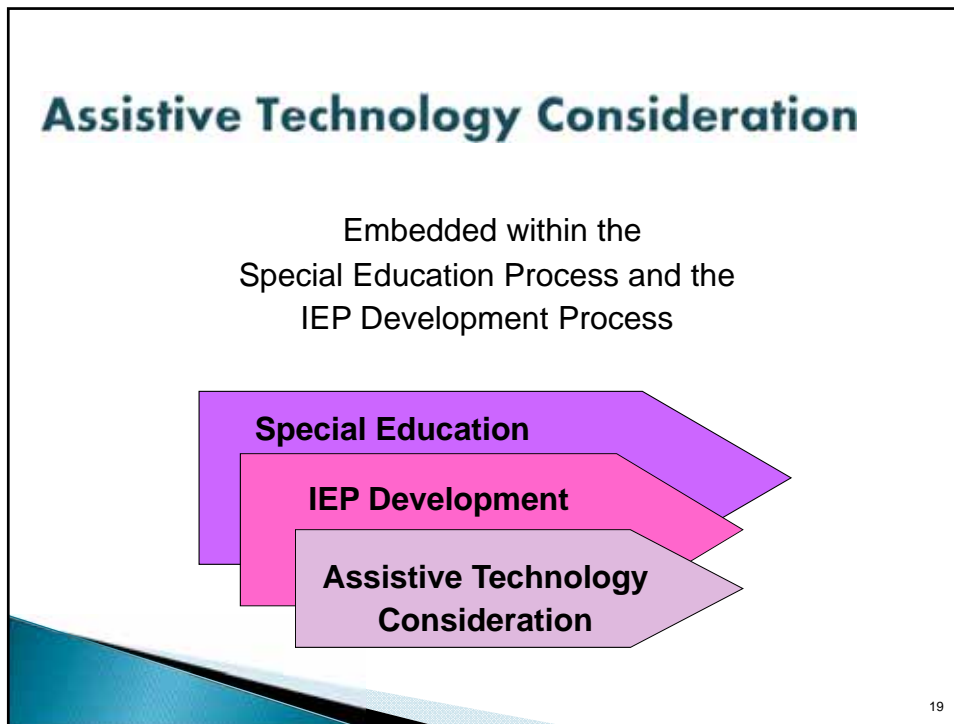 Assistive Technology Consideration
Embedded within the
Special Education Process and the
IEP Development Process
Special Education
IEP Development
Assistive Technology
Consideration
19